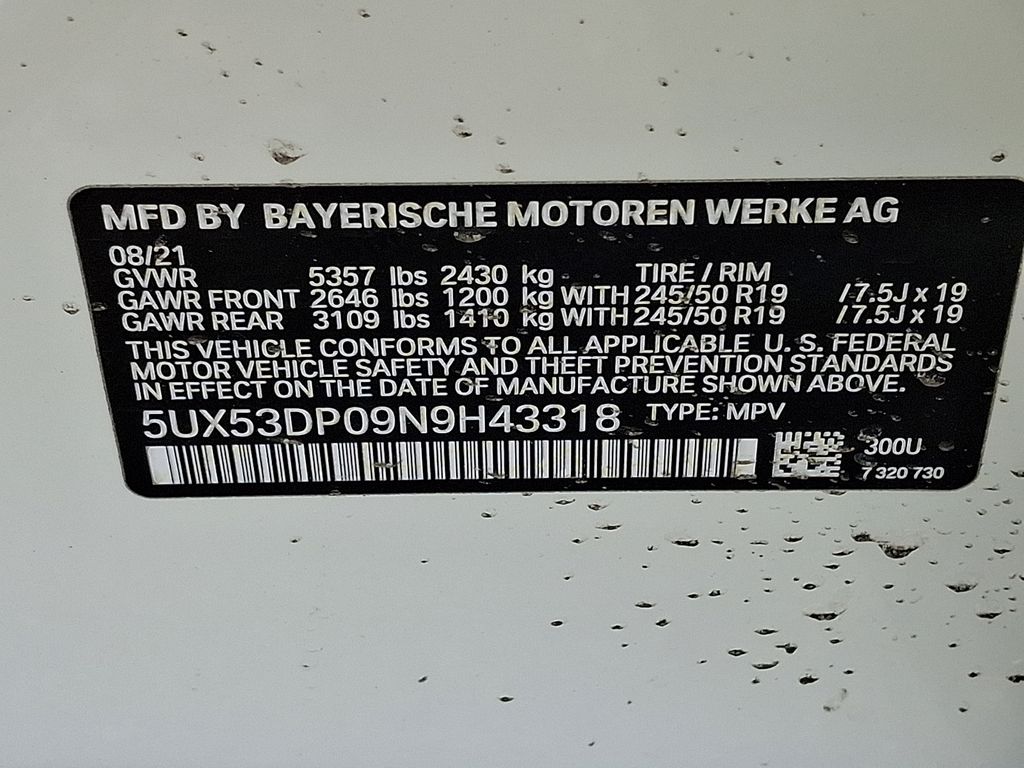 MFD BY BAYERISCHE MOTOREN WERKE AG
08/21
GVWR 5357 lbs 2430 kg TIRE / RIM
GAWR FRONT 2646 lbs 1200 kg WITH 245/50 R19 / 7.5J x 19
GAWR REAR 3109 lbs 1410 kg WITH 245/50 R19 / 7.5J x 19
THIS VEHICLE CONFORMS TO ALL APPLICABLE U. S. FEDERAL
MOTOR VEHICLE SAFETY AND THEFT PREVENTION STANDARDS
IN EFFECT ON THE DATE OF MANUFACTURE SHOWN ABOVE.
5UX53DP09N9H43318 TYPE: MPV
300U
7 320 730